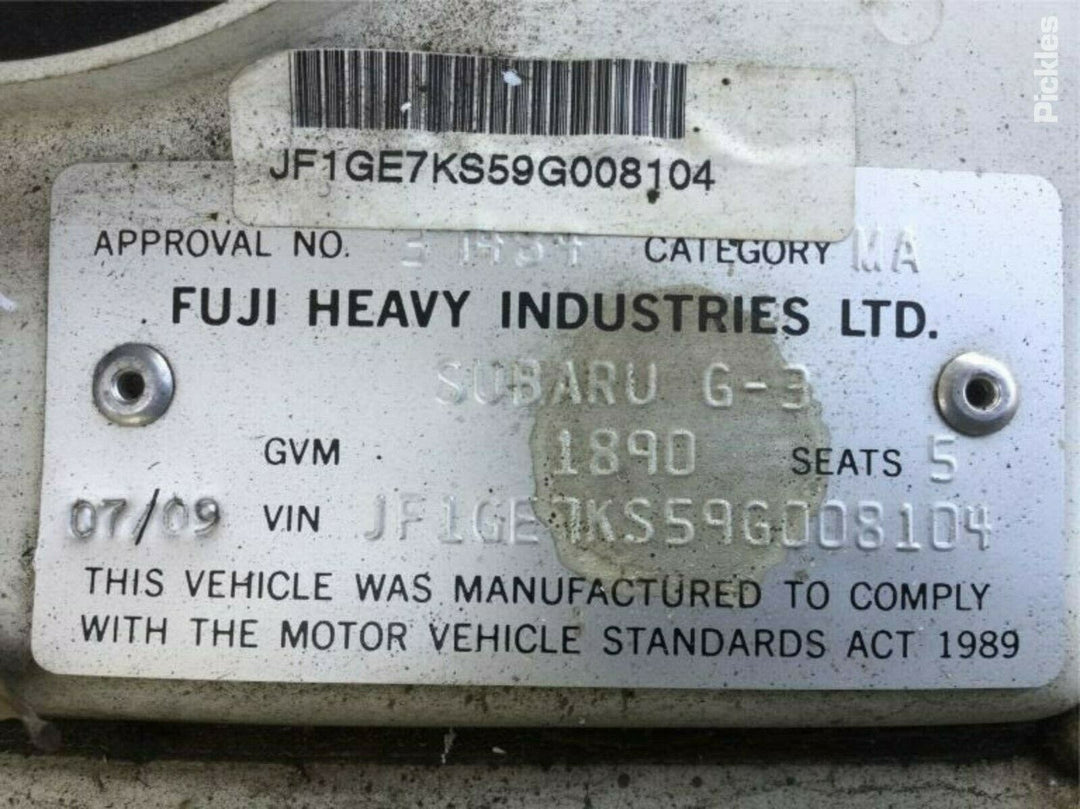 Pickles
JF1GE7KS59G008104
APPROVAL NO. 31434 CATEGORY MA
FUJI HEAVY INDUSTRIES LTD.
SUBARU G-3
GVM 1890 SEATS 5
07/09 VIN JF1GE7KS59G008104
THIS VEHICLE WAS MANUFACTURED TO COMPLY
WITH THE MOTOR VEHICLE STANDARDS ACT 1989